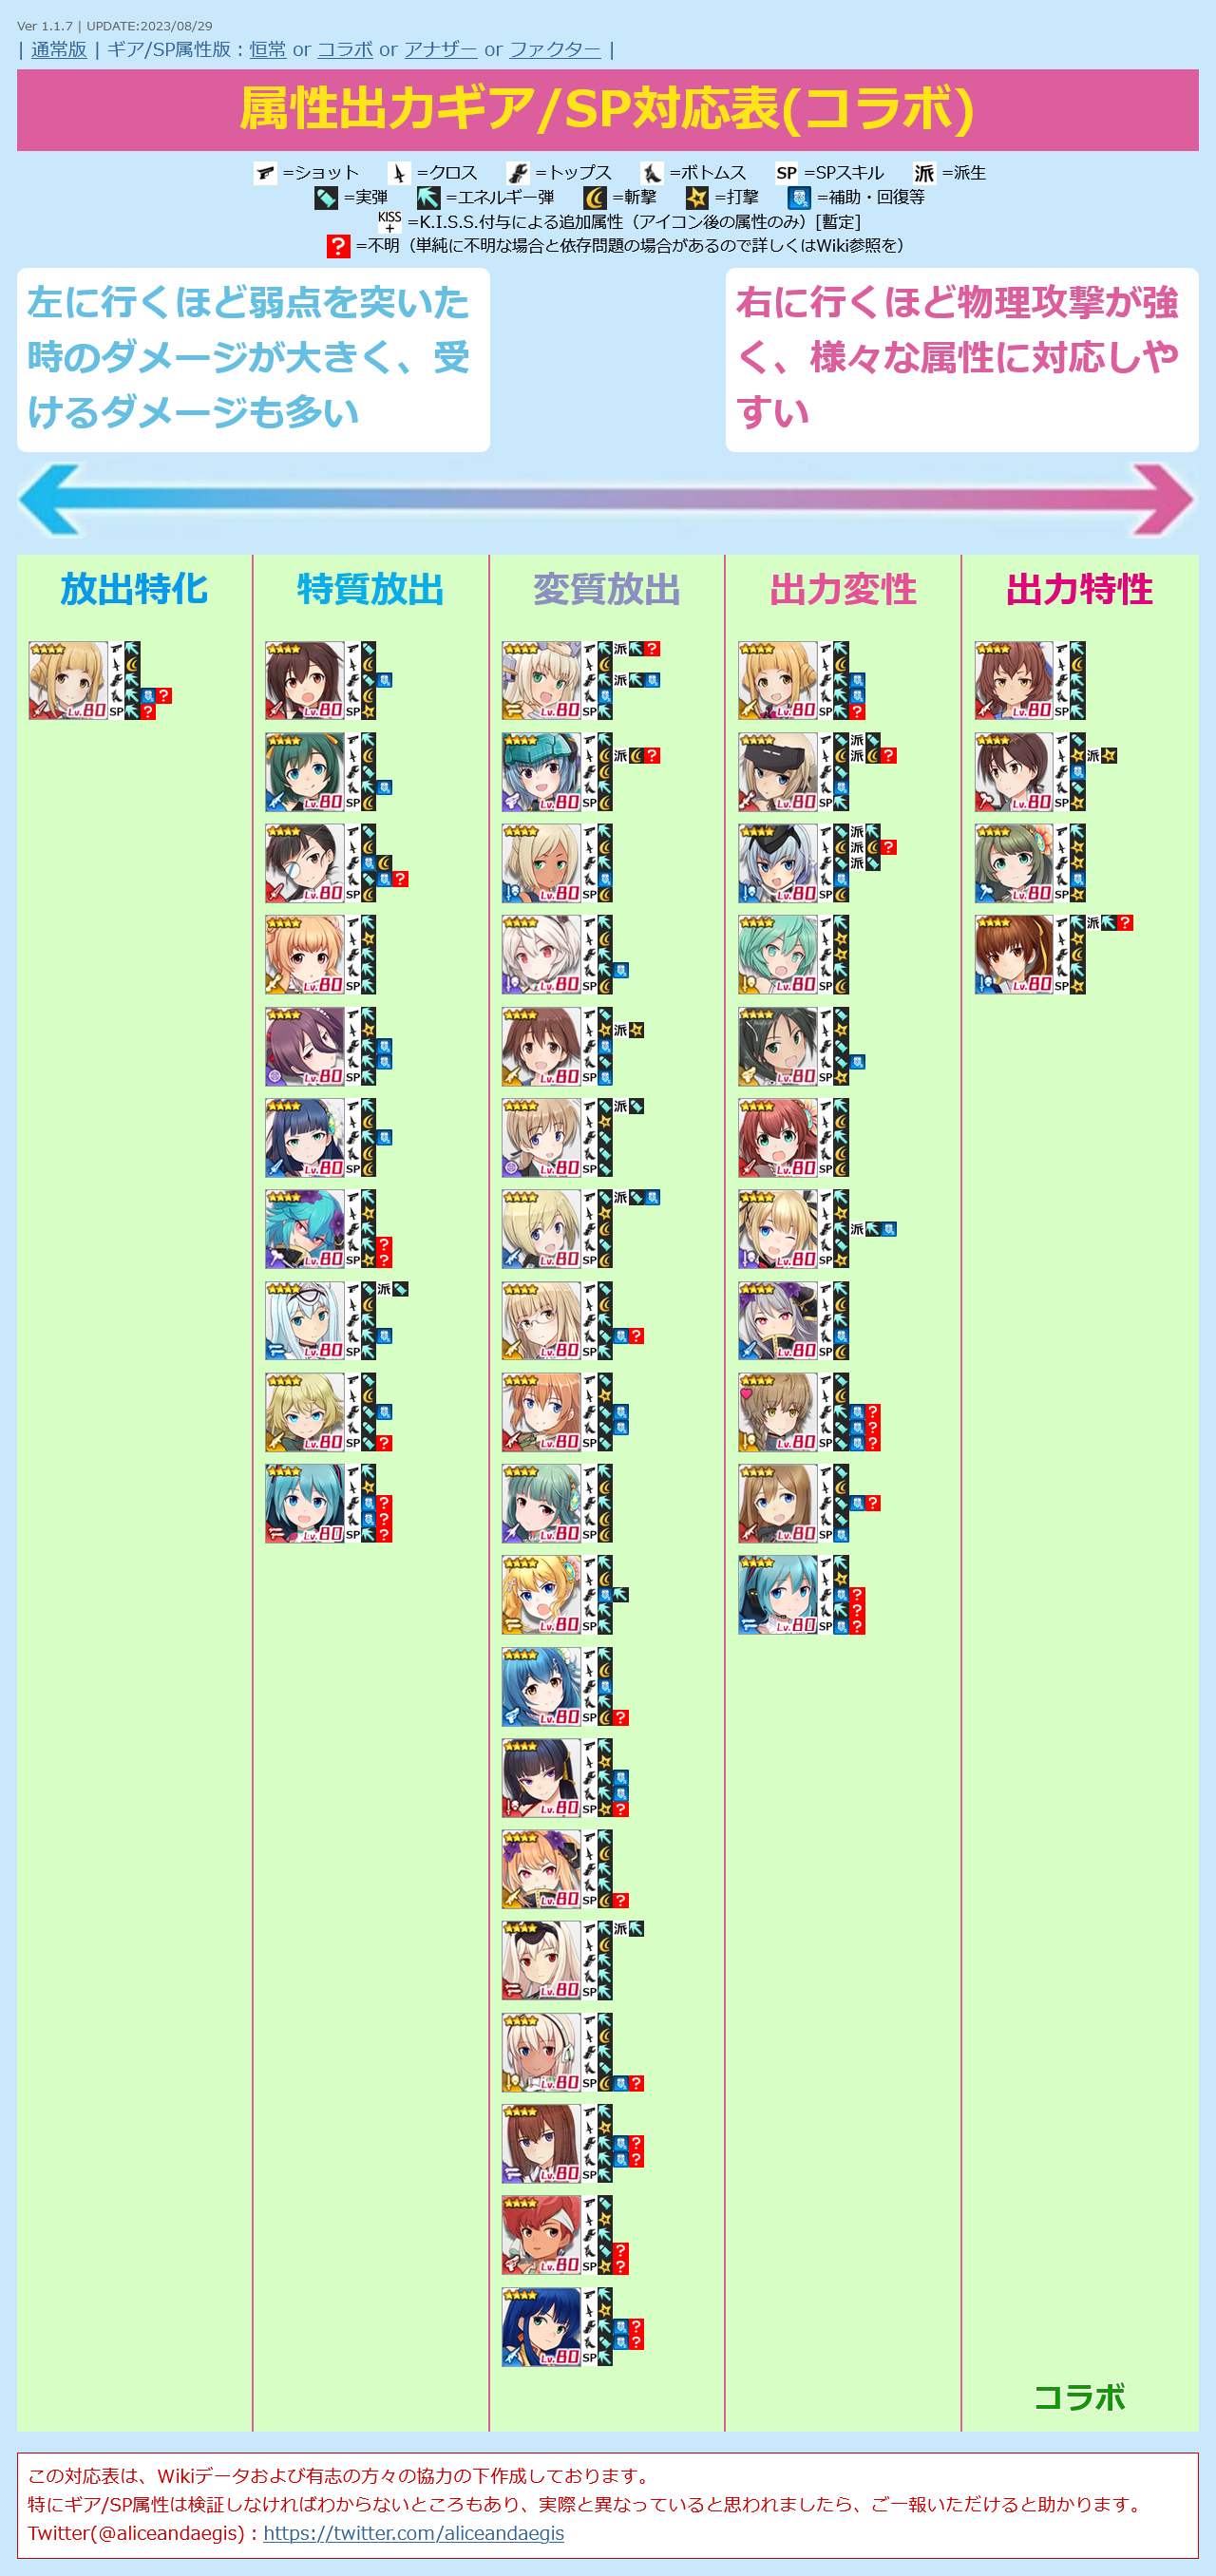 Ver 1.1.7 | UPDATE:2023/08/29
| 通常版 | ギア/SP属性版：恒常 or コラボ or アナザー or ファクター |
属性出力ギア/SP対応表(コラボ)
=ショット =クロス =トップス =ボトムス SP =SPスキル 派 =派生
=実弾 =エネルギー弾 =斬撃 =打撃 =補助・回復等
KISS+ =K.I.S.S.付与による追加属性（アイコン後の属性のみ）[暫定]
? =不明（単純に不明な場合と依存問題の場合があるので詳しくはWiki参照を）
左に行くほど弱点を突いた
時のダメージが大きく、受
けるダメージも多い
右に行くほど物理攻撃が強
く、様々な属性に対応しや
すい
放出特化 特質放出 変質放出 出力変性 出力特性
コラボ
この対応表は、Wikiデータおよび有志の方々の協力の下作成しております。
特にギア/SP属性は検証しなければわからないところもあり、実際と異なっていると思われましたら、ご一報いただけると助かります。
Twitter(@aliceandaegis)：https://twitter.com/aliceandaegis